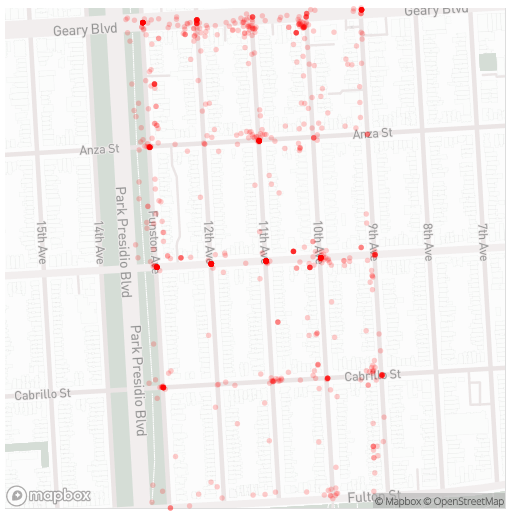 Geary Blvd
Geary Blvd
Anza St
Anza St
15th Ave
14th Ave
Park Presidio Blvd
Funston Ave
12th Ave
11th Ave
10th Ave
9th Ave
8th Ave
7th Ave
Park Presidio Blvd
Cabrillo St
Cabrillo St
Fulton St
mapbox
© Mapbox © OpenStreetMap